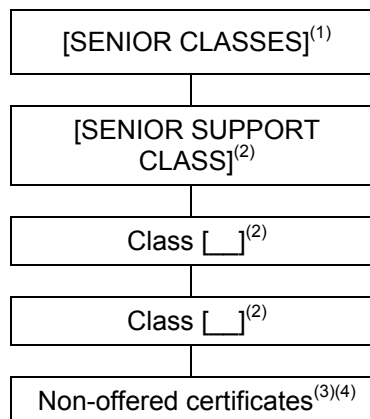 [SENIOR CLASSES](1)
[SENIOR SUPPORT
CLASS](2)
Class [__](2)
Class [__](2)
Non-offered certificates(3)(4)